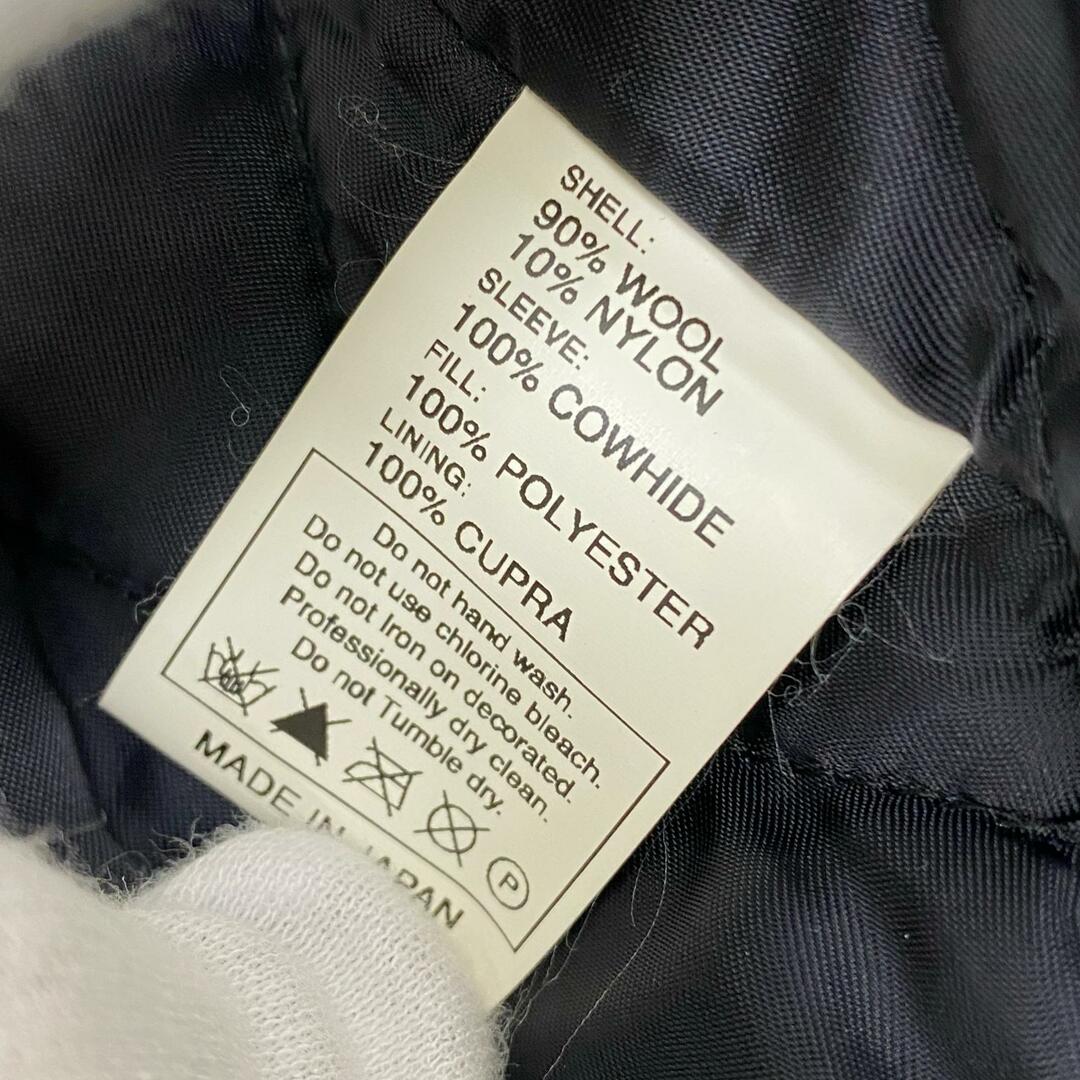 SHELL:
90% WOOL
10% NYLON
SLEEVE:
100% COWHIDE
FILL:
100% POLYESTER
LINING:
100% CUPRA
Do not hand wash.
Do not use chlorine bleach.
Do not Iron on decorated.
Professionally dry clean.
Do not Tumble dry.
P
MADE IN JAPAN